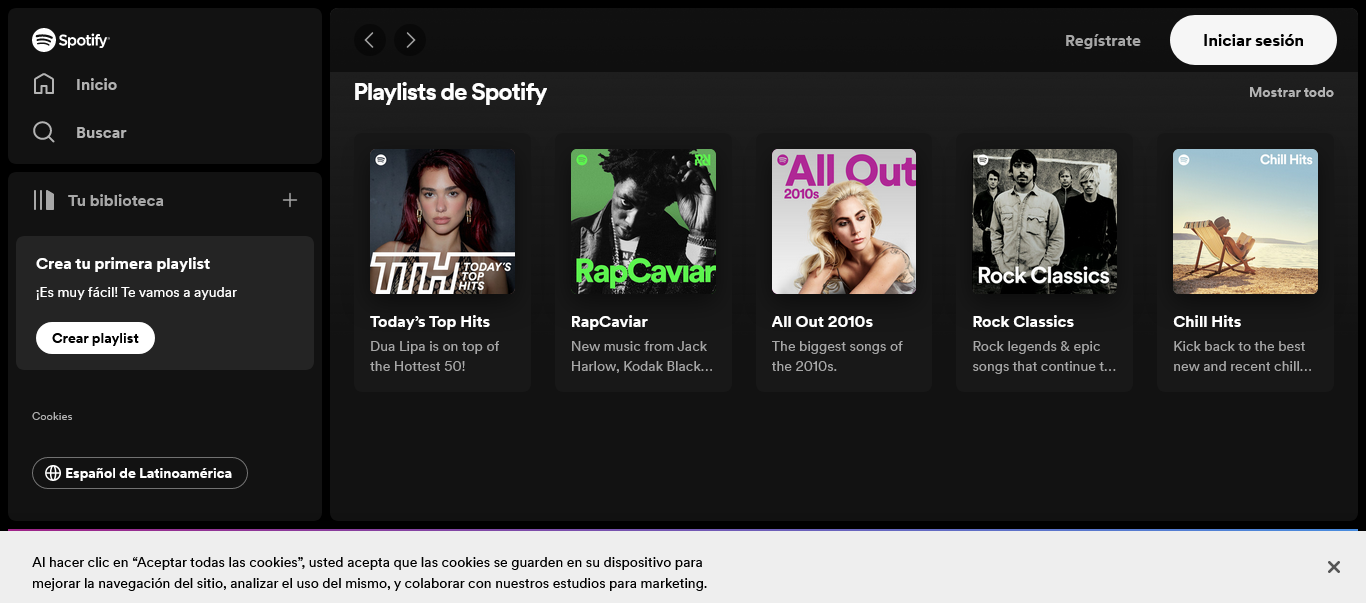 Spotify
Inicio
Buscar
Tu biblioteca
Crea tu primera playlist
¡Es muy fácil! Te vamos a ayudar
Crear playlist
Cookies
Español de Latinoamérica
Regístrate
Iniciar sesión
Playlists de Spotify
Mostrar todo
TTH TODAY'S
TOP
HITS
Today's Top Hits
Dua Lipa is on top of
the Hottest 50!
RapCaviar
RapCaviar
New music from Jack
Harlow, Kodak Black…
All Out
2010s
All Out 2010s
The biggest songs of
the 2010s.
Rock Classics
Rock Classics
Rock legends & epic
songs that continue t…
Chill Hits
Chill Hits
Kick back to the best
new and recent chill…
Al hacer clic en “Aceptar todas las cookies”, usted acepta que las cookies se guarden en su dispositivo para
mejorar la navegación del sitio, analizar el uso del mismo, y colaborar con nuestros estudios para marketing.